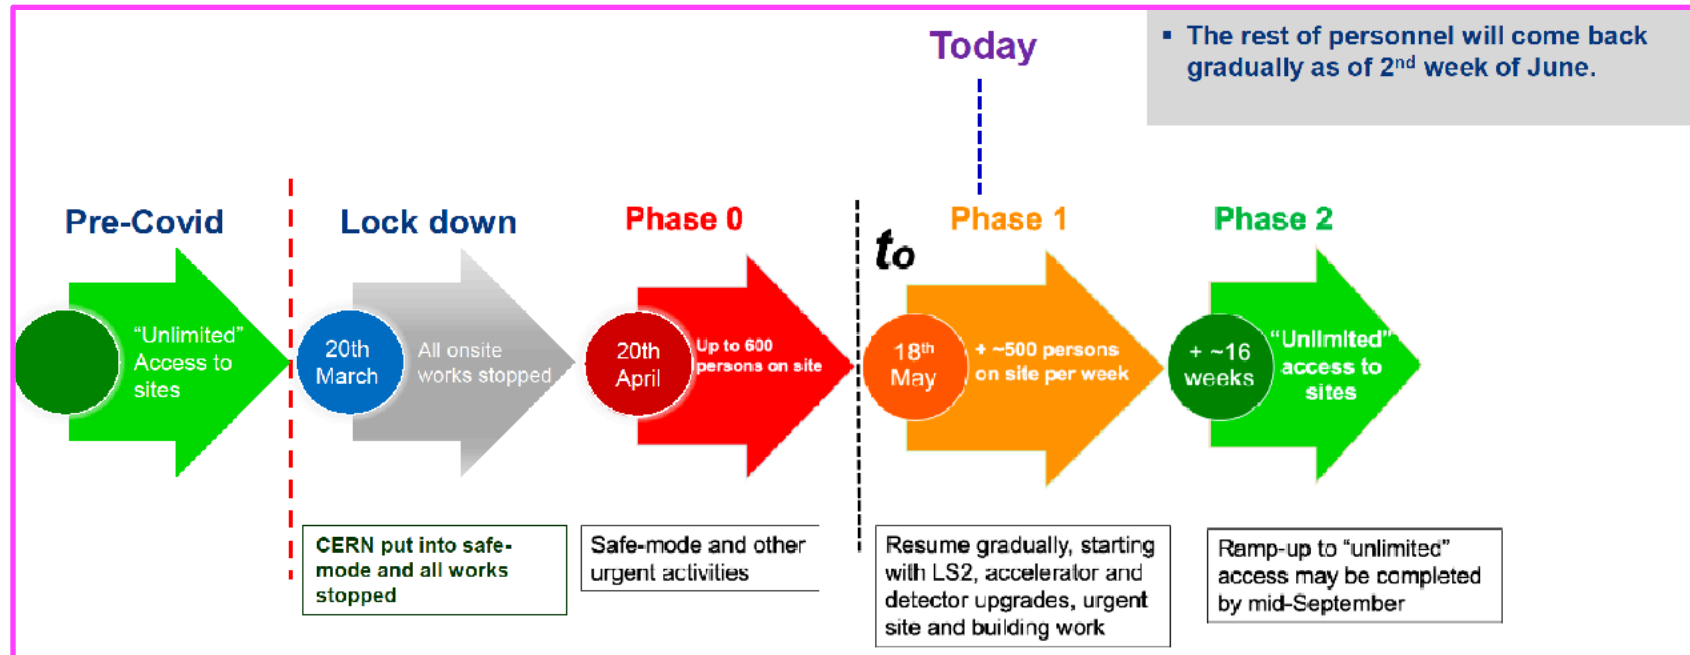 Today
▪ The rest of personnel will come back
gradually as of 2nd week of June.
Pre-Covid
"Unlimited"
Access to
sites
Lock down
20th
March
All onsite
works stopped
CERN put into safe-
mode and all works
stopped
Phase 0
20th
April
Up to 600
persons on site
Safe-mode and other
urgent activities
to
Phase 1
18th
May
+ ~500 persons
on site per week
Resume gradually, starting
with LS2, accelerator and
detector upgrades, urgent
site and building work
Phase 2
+ ~16
weeks
"Unlimited"
access to
sites
Ramp-up to "unlimited"
access may be completed
by mid-September